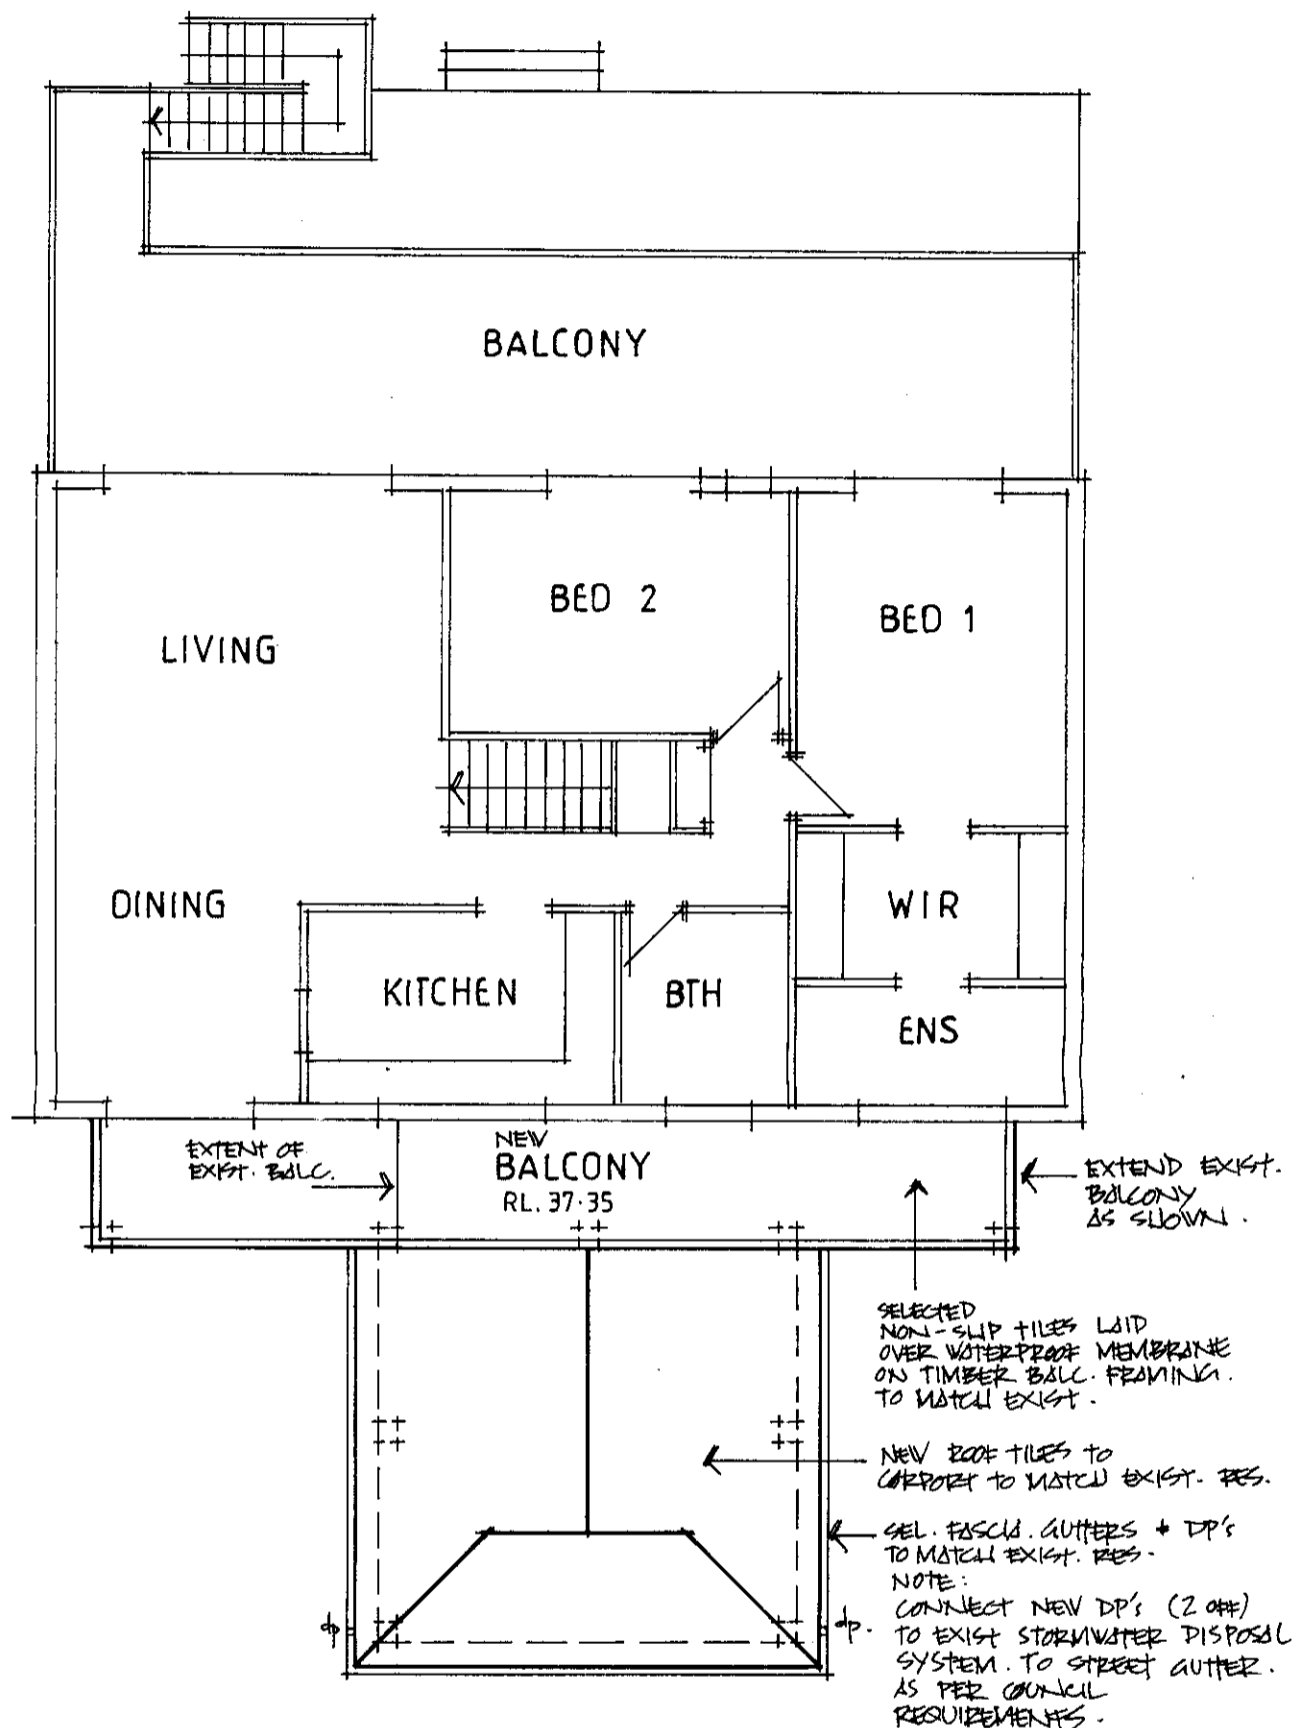 BALCONY
BED 2
BED 1
LIVING
DINING
WIR
KITCHEN
BTH
ENS
EXTENT OF
EXIST. BALC.
NEW
BALCONY
RL. 37·35
EXTEND EXIST.
BALCONY
AS SHOWN.
SELECTED
NON-SLIP TILES LAID
OVER WATERPROOF MEMBRANE
ON TIMBER BALC. FRAMING.
TO MATCH EXIST.
NEW ROOF TILES TO
CARPORT TO MATCH EXIST. RES.
SEL. FASCIA. GUTTERS + DP's
TO MATCH EXIST. RES.
NOTE:
CONNECT NEW DP's (2 OFF)
TO EXIST STORMWATER DISPOSAL
SYSTEM. TO STREET GUTTER.
AS PER COUNCIL
REQUIREMENTS.
dp
dp.